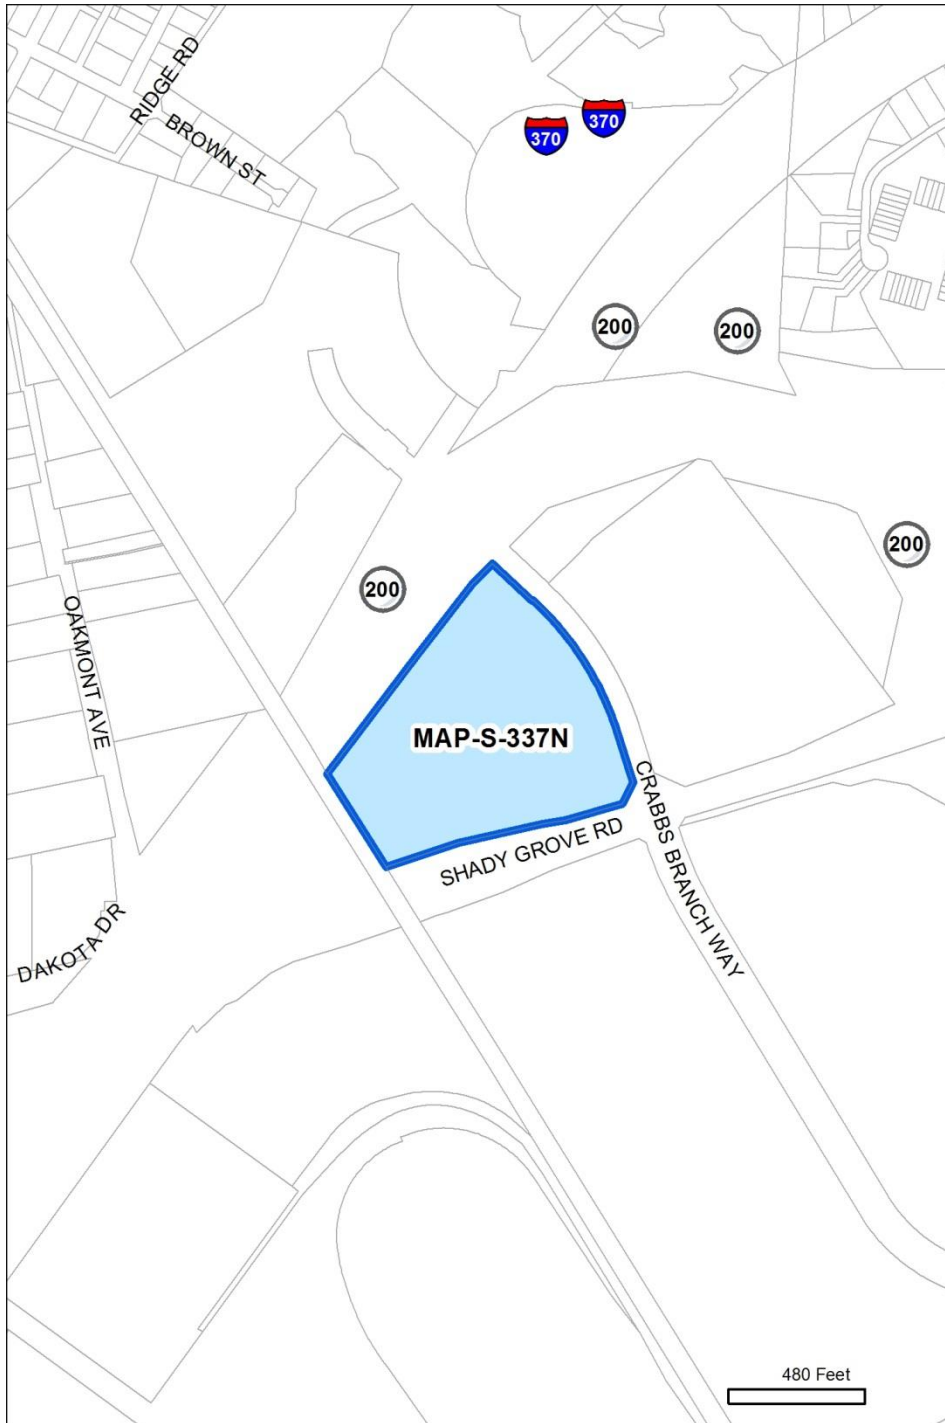 RIDGE RD
BROWN ST
370
370
200
200
200
200
OAKMONT AVE
MAP-S-337N
CRABBS BRANCH WAY
SHADY GROVE RD
DAKOTA DR
480 Feet